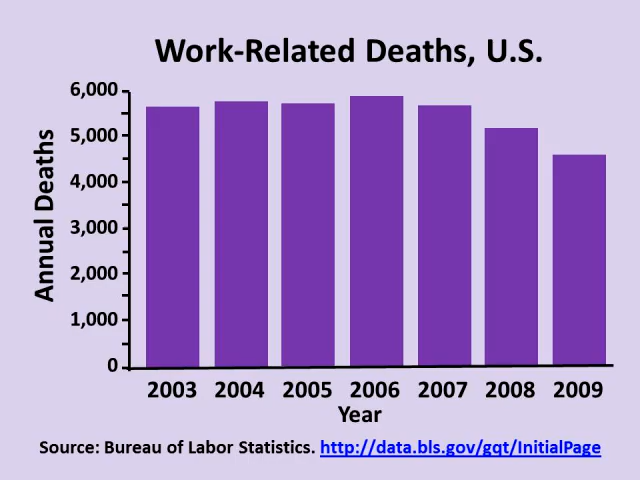 Work-Related Deaths, U.S.
6,000
5,000
4,000
3,000
2,000
1,000
0
Annual Deaths
2003 2004 2005 2006 2007 2008 2009
Year
Source: Bureau of Labor Statistics. http://data.bls.gov/gqt/InitialPage